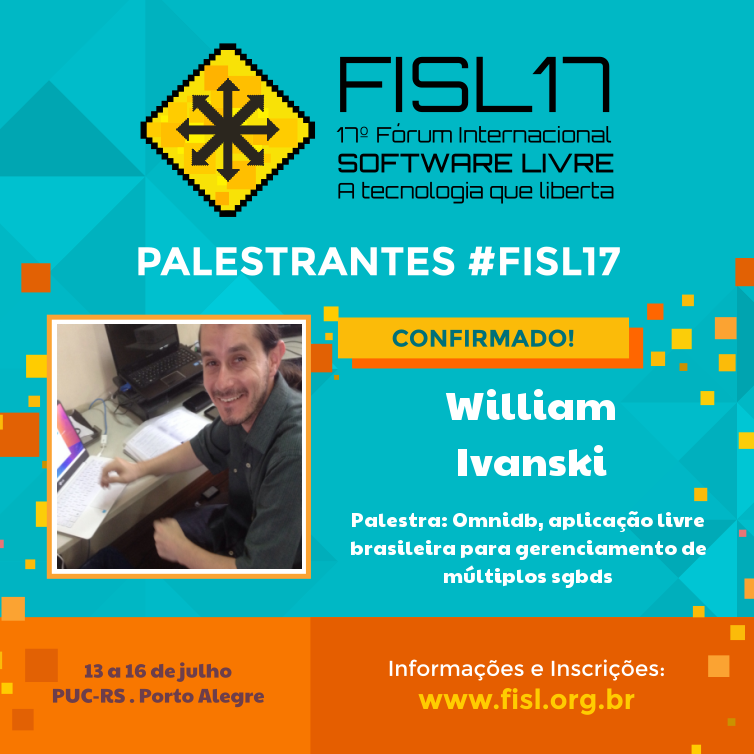 FISL17
17º Fórum Internacional
SOFTWARE LIVRE
A tecnologia que liberta
PALESTRANTES #FISL17
CONFIRMADO!
William
Ivanski
Palestra: Omnidb, aplicação livre
brasileira para gerenciamento de
múltiplos sgbds
13 a 16 de julho
PUC-RS . Porto Alegre
Informações e Inscrições:
www.fisl.org.br